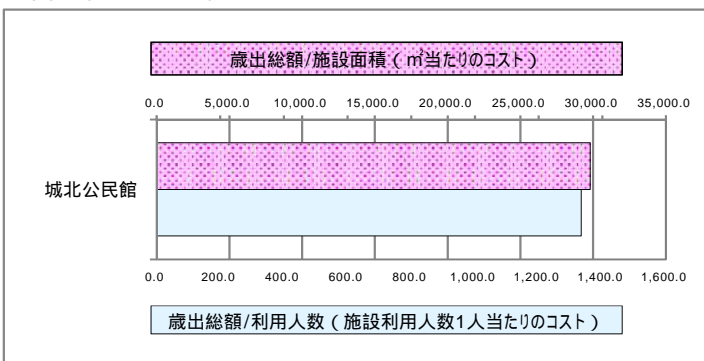 歳出総額/施設面積（㎡当たりのコスト）
0.0 5,000.0 10,000.0 15,000.0 20,000.0 25,000.0 30,000.0 35,000.0
城北公民館
0.0 200.0 400.0 600.0 800.0 1,000.0 1,200.0 1,400.0 1,600.0
歳出総額/利用人数（施設利用人数1人当たりのコスト）